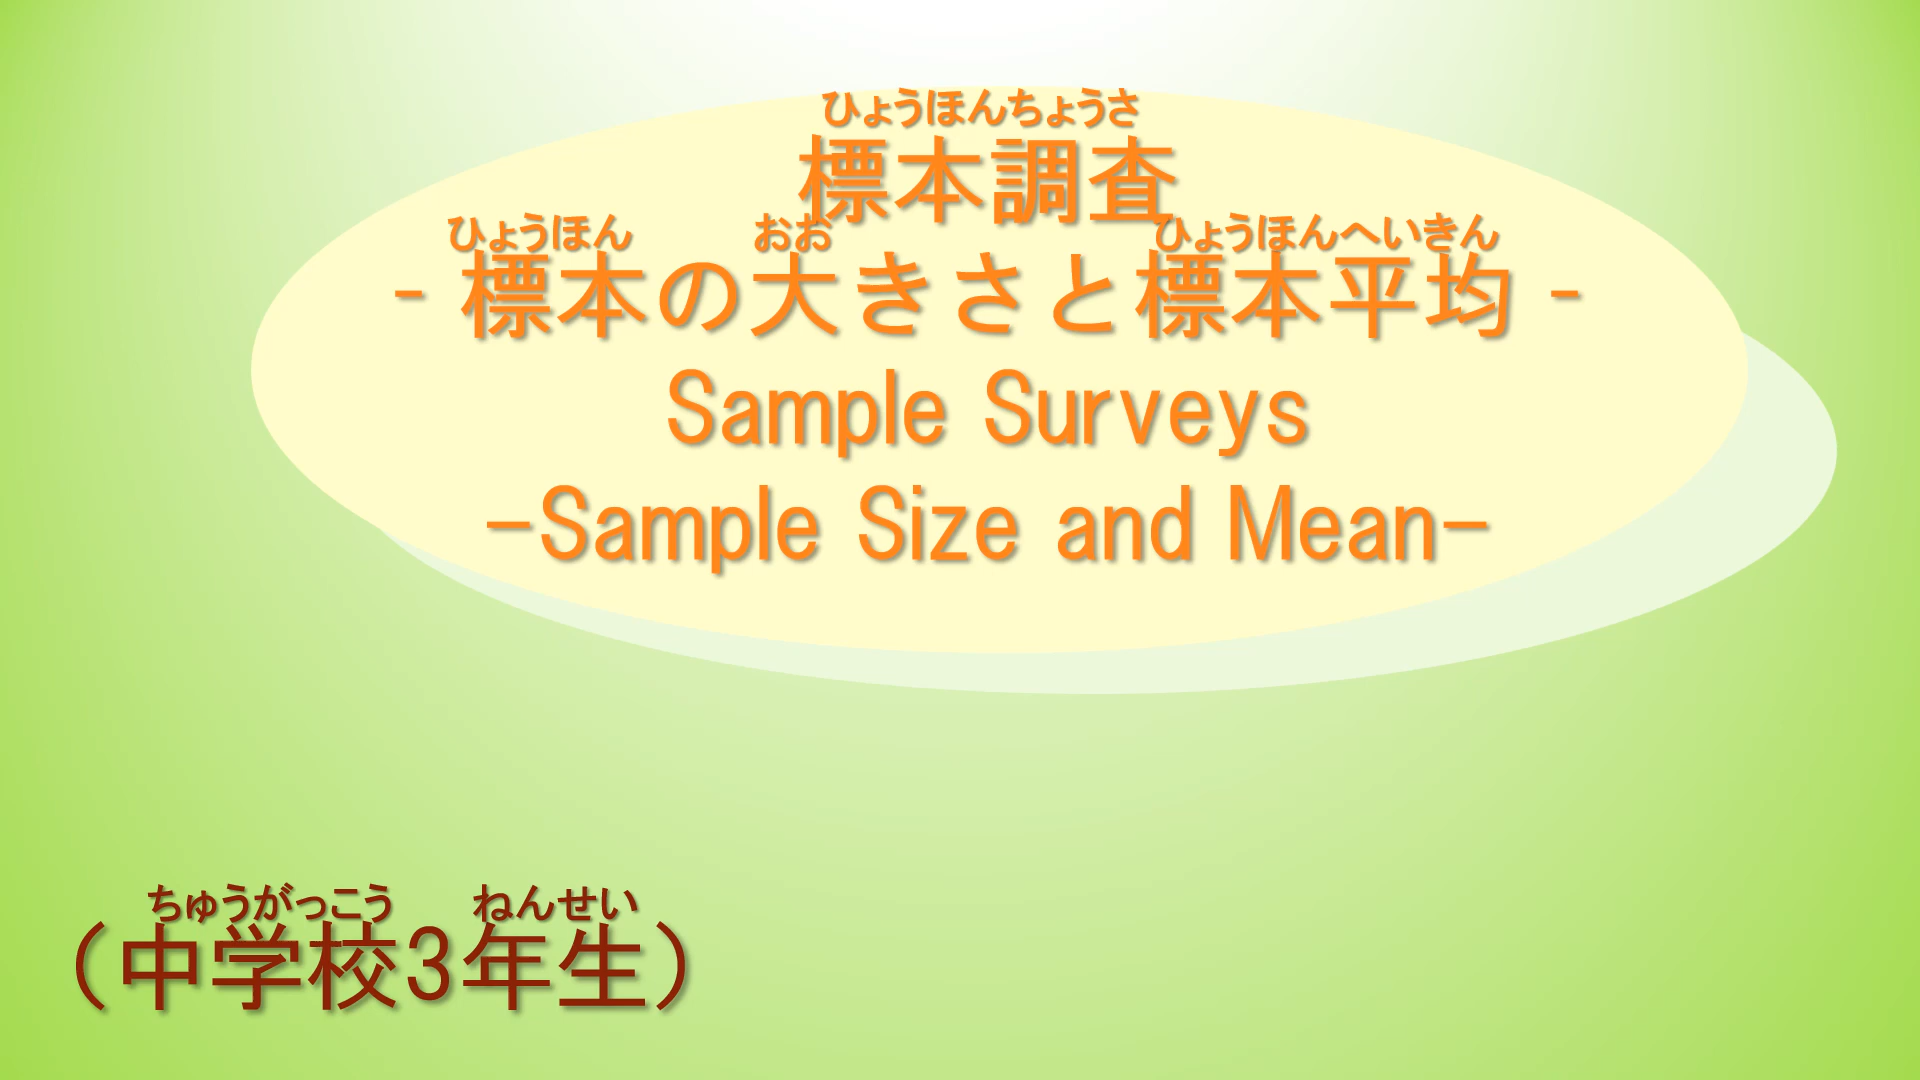 ひょうほんちょうさ
標本調査
ひょうほん おお ひょうほんへいきん
‐標本の大きさと標本平均‐
Sample Surveys
-Sample Size and Mean-
ちゅうがっこう ねんせい
（中学校3年生）